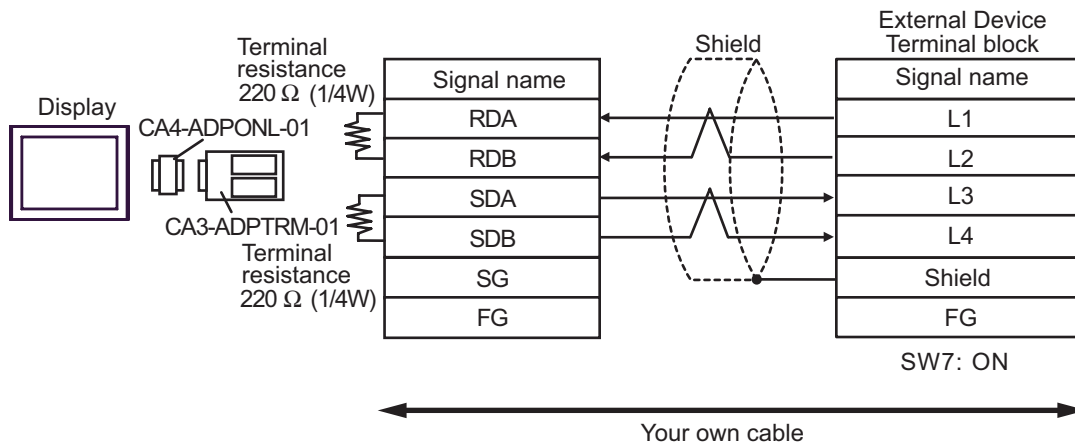 External Device
Terminal block
Shield
Terminal
resistance
220 Ω (1/4W)
Display
CA4-ADPONL-01
CA3-ADPTRM-01
Terminal
resistance
220 Ω (1/4W)
Signal name
RDA
RDB
SDA
SDB
SG
FG
Signal name
L1
L2
L3
L4
Shield
FG
SW7: ON
Your own cable